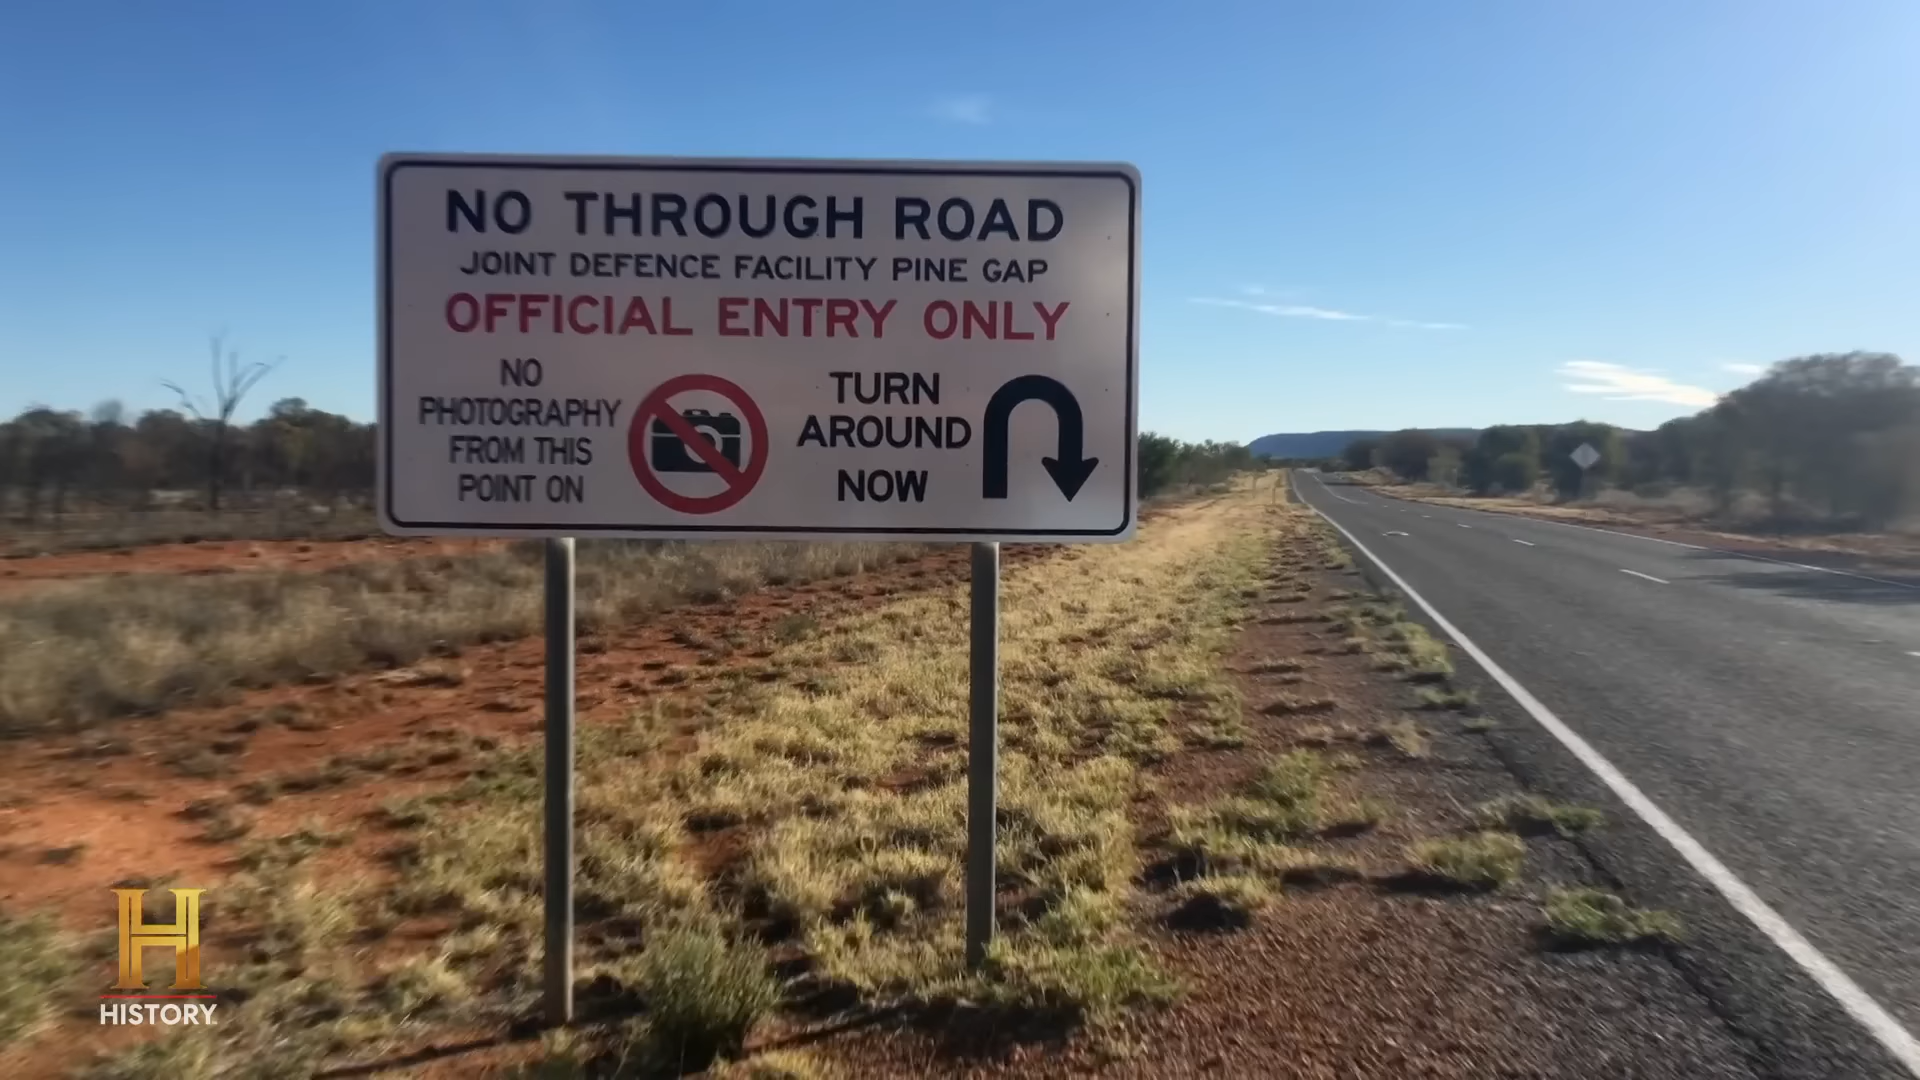 NO THROUGH ROAD
JOINT DEFENCE FACILITY PINE GAP
OFFICIAL ENTRY ONLY
NO
PHOTOGRAPHY
FROM THIS
POINT ON
TURN
AROUND
NOW
H
HISTORY